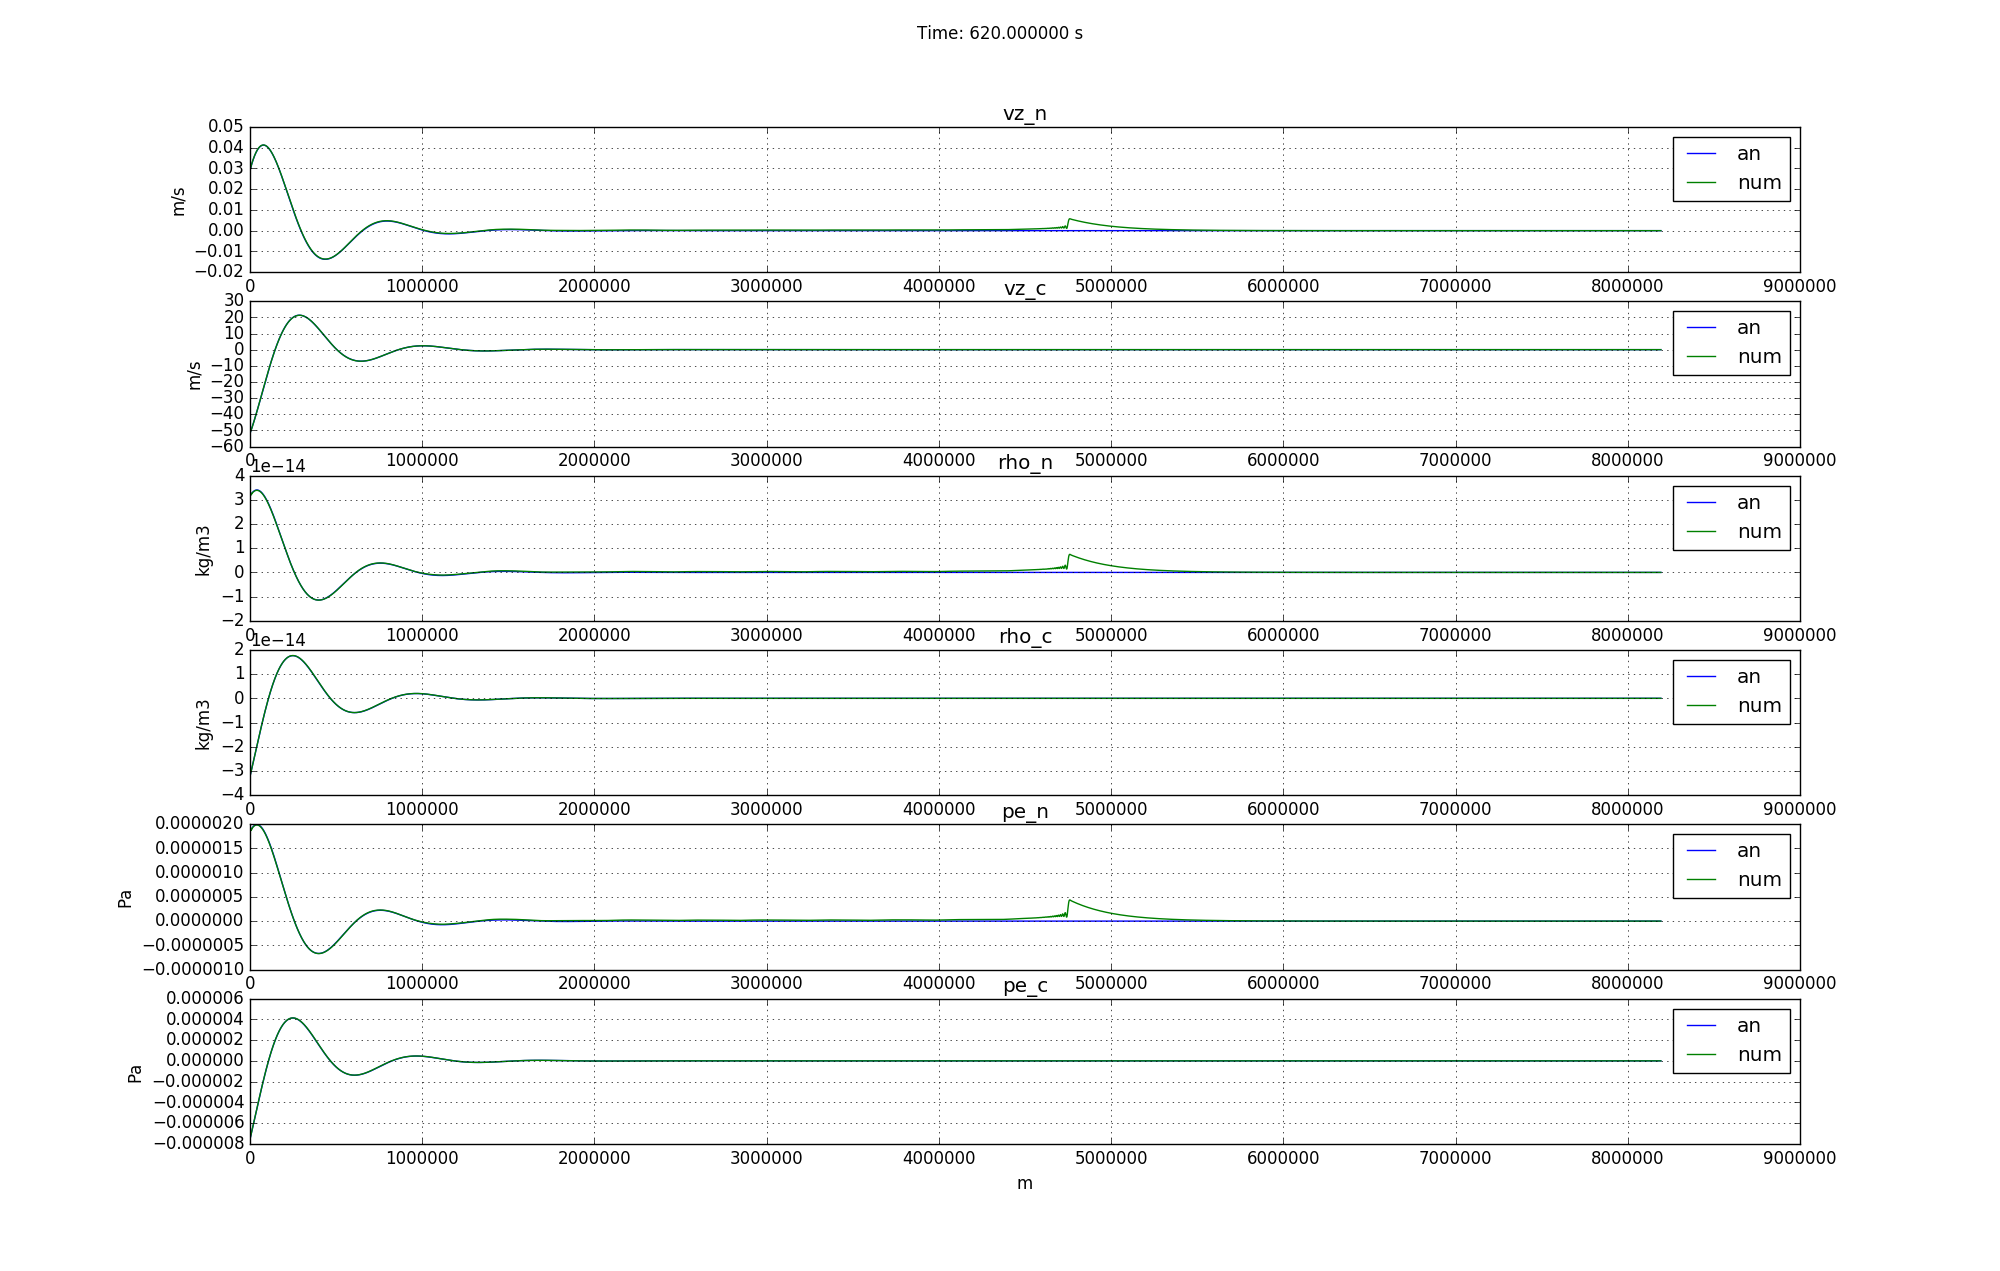 Time: 620.000000 s
vz_n
0.05
0.04
0.03
0.02
0.01
0.00
−0.01
−0.02
m/s
an
num
0 1000000 2000000 3000000 4000000 5000000 6000000 7000000 8000000 9000000
vz_c
30
20
10
0
−10
−20
−30
−40
−50
−60
m/s
an
num
0 1000000 2000000 3000000 4000000 5000000 6000000 7000000 8000000 9000000
1e−14
rho_n
4
3
2
1
0
−1
−2
kg/m3
an
num
0 1000000 2000000 3000000 4000000 5000000 6000000 7000000 8000000 9000000
1e−14
rho_c
2
1
0
−1
−2
−3
−4
kg/m3
an
num
0 1000000 2000000 3000000 4000000 5000000 6000000 7000000 8000000 9000000
pe_n
0.0000020
0.0000015
0.0000010
0.0000005
0.0000000
−0.0000005
−0.0000010
Pa
an
num
0 1000000 2000000 3000000 4000000 5000000 6000000 7000000 8000000 9000000
pe_c
0.000006
0.000004
0.000002
0.000000
−0.000002
−0.000004
−0.000006
−0.000008
Pa
an
num
0 1000000 2000000 3000000 4000000 5000000 6000000 7000000 8000000 9000000
m